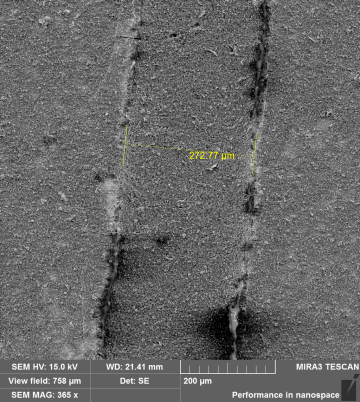 272.77 µm
SEM HV: 15.0 kV
WD: 21.41 mm
MIRA3 TESCAN
View field: 758 µm
Det: SE
200 µm
SEM MAG: 365 x
Performance in nanospace